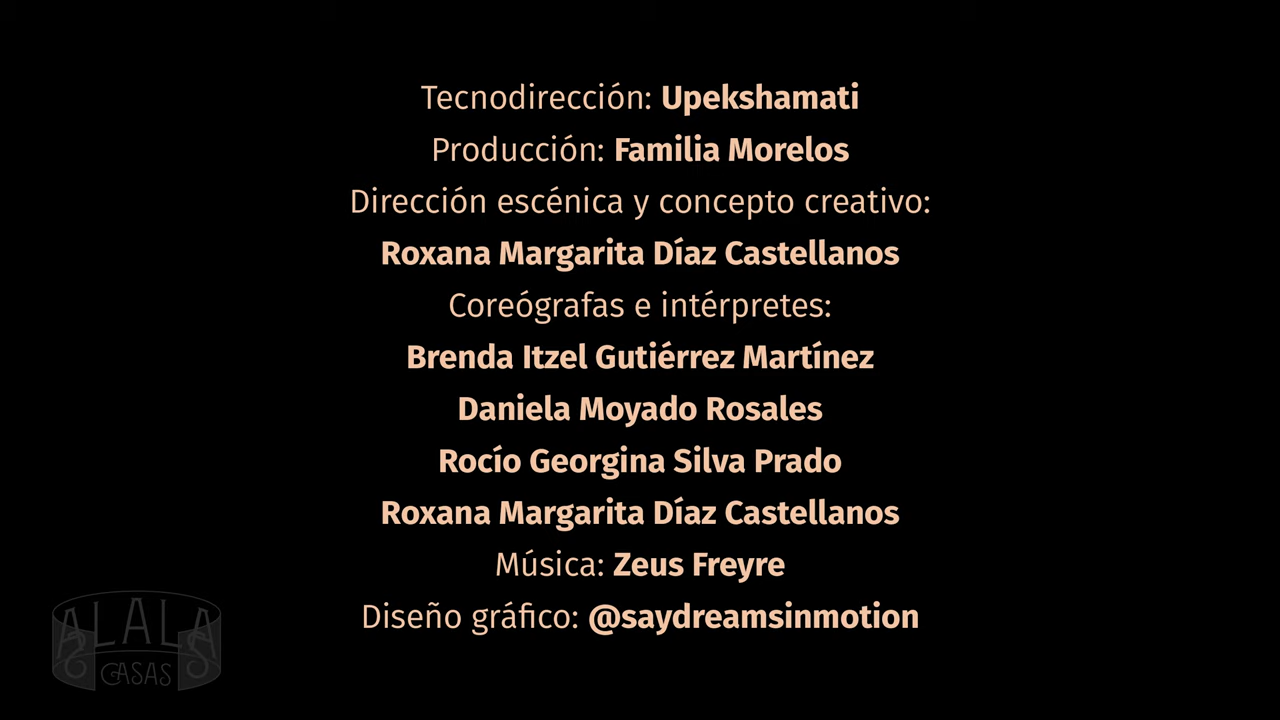 Tecnodirección: Upekshamati
Producción: Familia Morelos
Dirección escénica y concepto creativo:
Roxana Margarita Díaz Castellanos
Coreógrafas e intérpretes:
Brenda Itzel Gutiérrez Martínez
Daniela Moyado Rosales
Rocío Georgina Silva Prado
Roxana Margarita Díaz Castellanos
Música: Zeus Freyre
Diseño gráfico: @saydreamsinmotion
ALALAS
CASAS